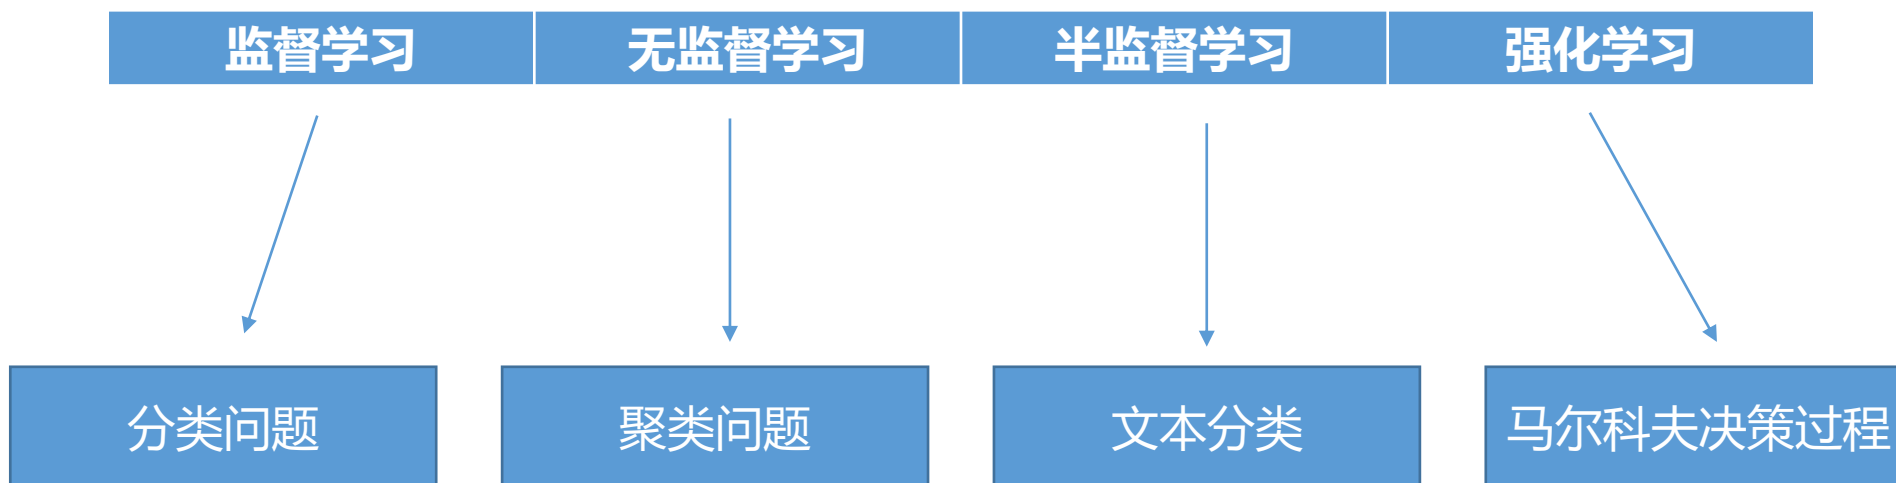 监督学习
无监督学习
半监督学习
强化学习
分类问题
聚类问题
文本分类
马尔科夫决策过程